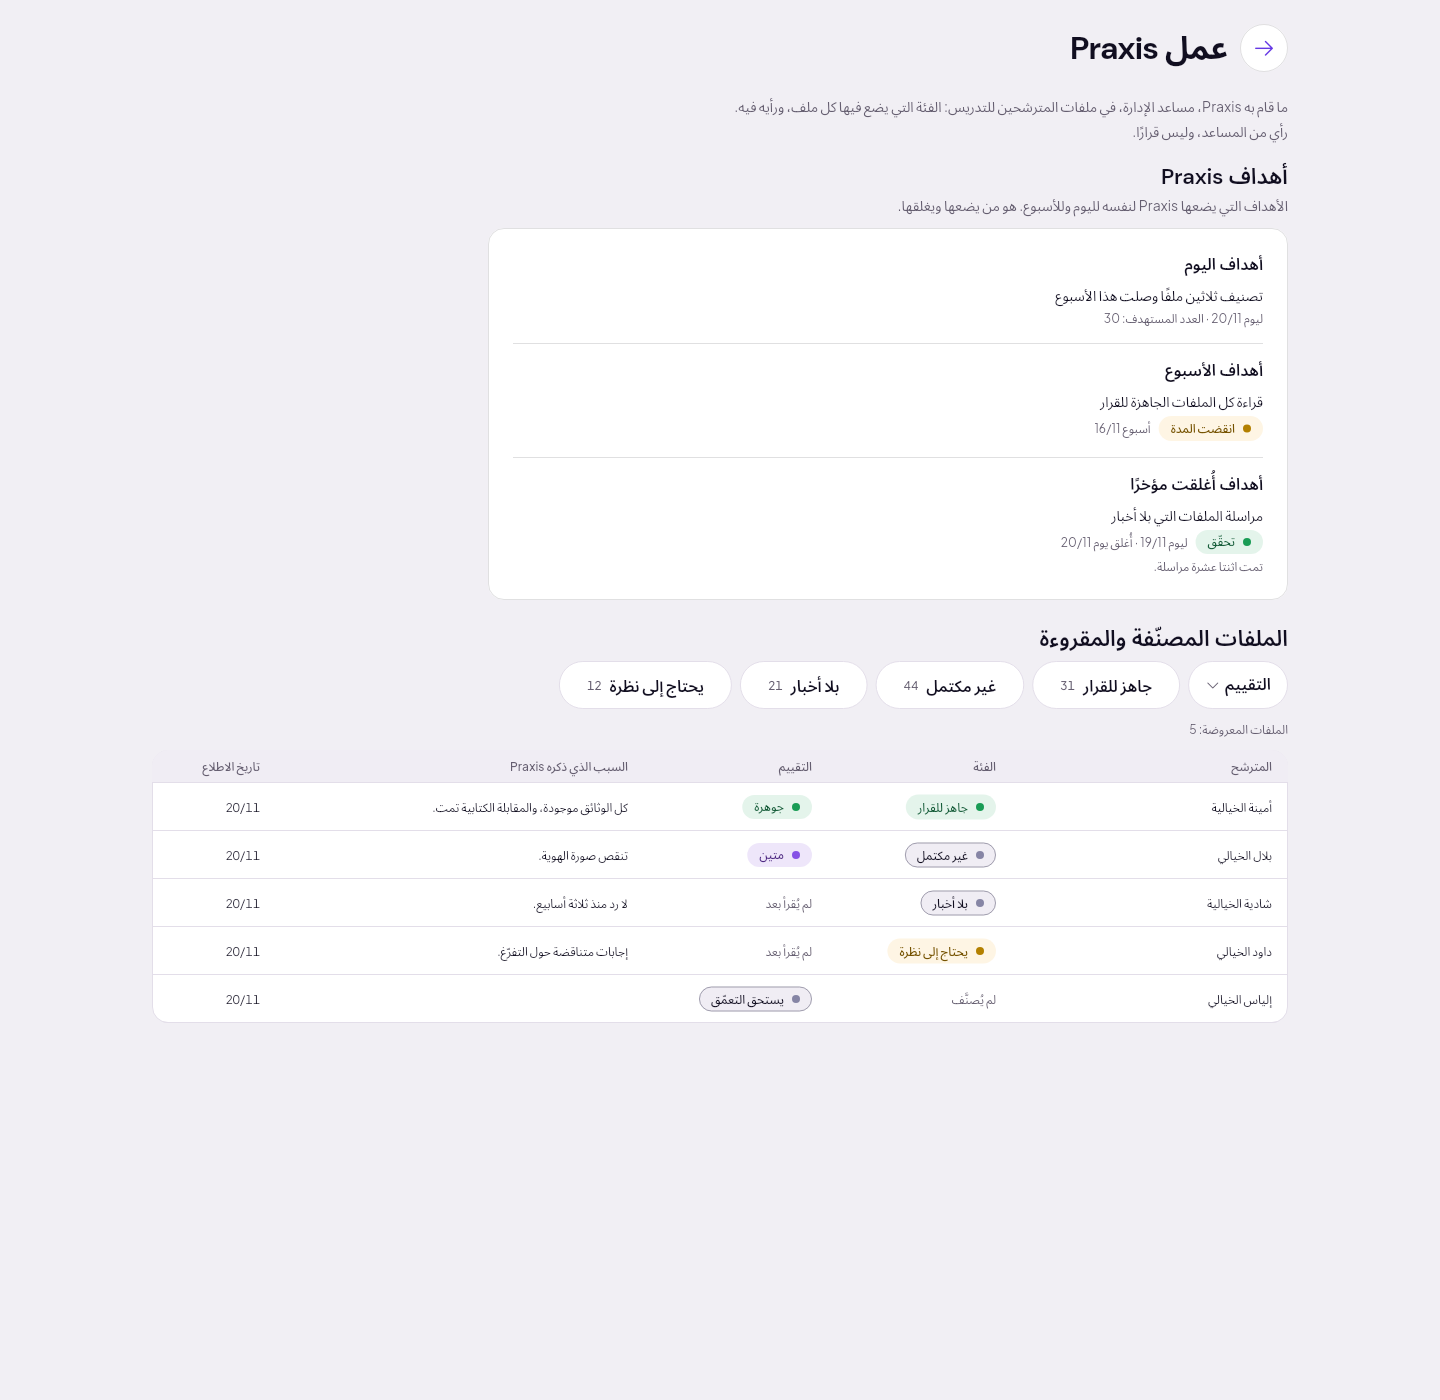 عمل Praxis
ما قام به Praxis، مساعد الإدارة، في ملفات المترشحين للتدريس: الفئة التي يضع فيها كل ملف، ورأيه فيه.
رأي من المساعد، وليس قرارًا.
أهداف Praxis
الأهداف التي يضعها Praxis لنفسه لليوم وللأسبوع. هو من يضعها ويغلقها.
أهداف اليوم
تصنيف ثلاثين ملفًا وصلت هذا الأسبوع
ليوم 20/11 · العدد المستهدف: 30
أهداف الأسبوع
قراءة كل الملفات الجاهزة للقرار
انقضت المدة أسبوع 16/11
أهداف أُغلقت مؤخرًا
مراسلة الملفات التي بلا أخبار
تحقّق ليوم 19/11 · أُغلق يوم 20/11
تمت اثنتا عشرة مراسلة.
الملفات المصنّفة والمقروءة
التقييم جاهز للقرار 31 غير مكتمل 44 بلا أخبار 21 يحتاج إلى نظرة 12
الملفات المعروضة: 5
المترشح الفئة التقييم السبب الذي ذكره Praxis تاريخ الاطلاع
أمينة الخيالية جاهز للقرار جوهرة كل الوثائق موجودة، والمقابلة الكتابية تمت. 20/11
بلال الخيالي غير مكتمل متين تنقص صورة الهوية. 20/11
شادية الخيالية بلا أخبار لم يُقرأ بعد لا رد منذ ثلاثة أسابيع. 20/11
داود الخيالي يحتاج إلى نظرة لم يُقرأ بعد إجابات متناقضة حول التفرّغ. 20/11
إلياس الخيالي لم يُصنَّف يستحق التعمّق 20/11